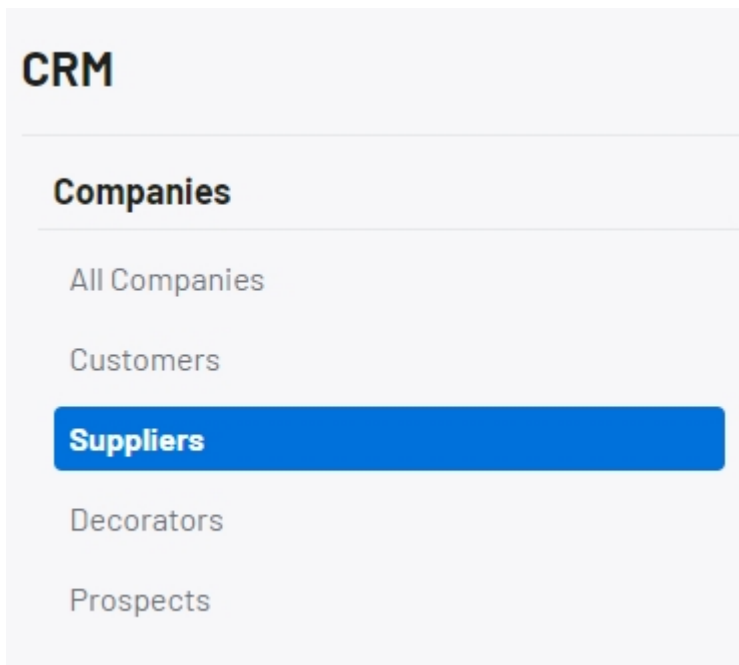 CRM
Companies
All Companies
Customers
Suppliers
Decorators
Prospects